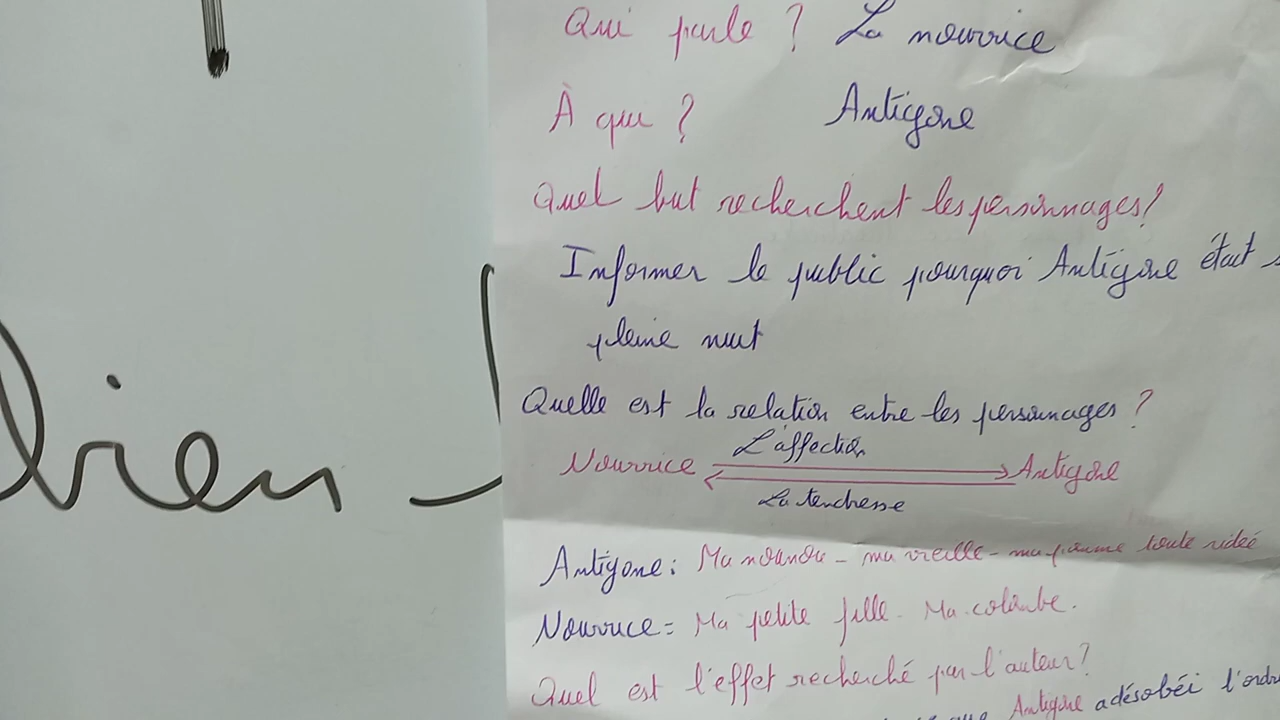 bien
Qui parle ? La nourrice
À qui ? Antigone
Quel but recherchent les personnages?
Informer le public pourquoi Antigone était
pleine nuit
Quelle est la relation entre les personnages ?
L'affection
Nourrice Antigone
La tendresse
Antigone : Ma nounou - ma vieille - ma pomme toute ridée
Nourrice = Ma petite fille - Ma colombe.
Quel est l'effet recherché par l'auteur?
Antigone a désobéi l'ordre